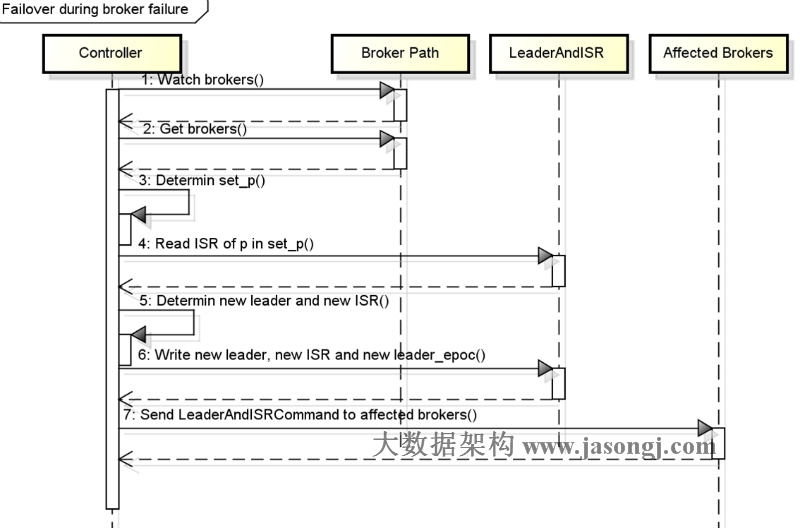 Failover during broker failure
Controller
Broker Path
LeaderAndISR
Affected Brokers
1: Watch brokers()
2: Get brokers()
3: Determin set_p()
4: Read ISR of p in set_p()
5: Determin new leader and new ISR()
6: Write new leader, new ISR and new leader_epoc()
7: Send LeaderAndISRCommand to affected brokers()
大数据架构 www.jasongj.com